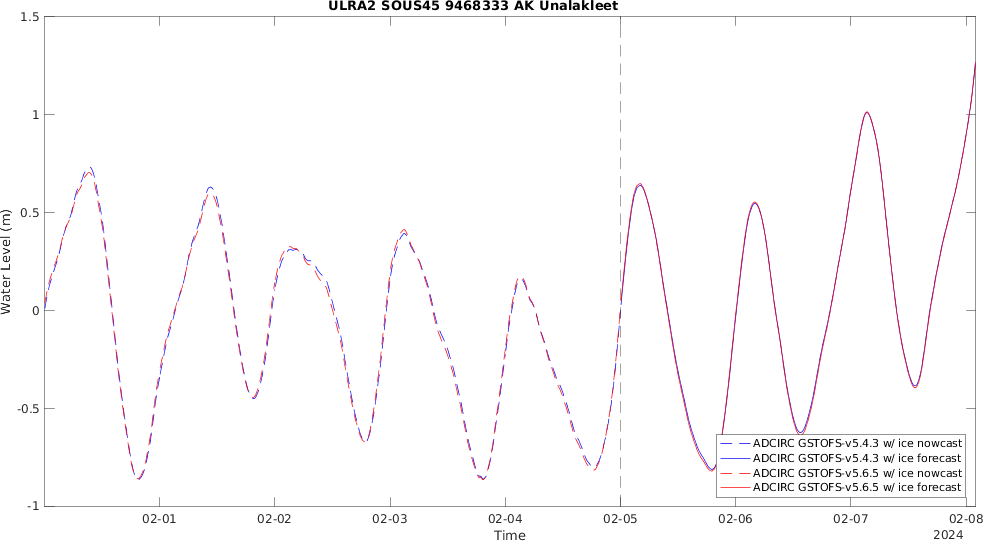 ULRA2 SOUS45 9468333 AK Unalakleet
1.5
1
0.5
0
-0.5
-1
Water Level (m)
ADCIRC GSTOFS-v5.4.3 w/ ice nowcast
ADCIRC GSTOFS-v5.4.3 w/ ice forecast
ADCIRC GSTOFS-v5.6.5 w/ ice nowcast
ADCIRC GSTOFS-v5.6.5 w/ ice forecast
02-01 02-02 02-03 02-04 02-05 02-06 02-07 02-08
Time
2024